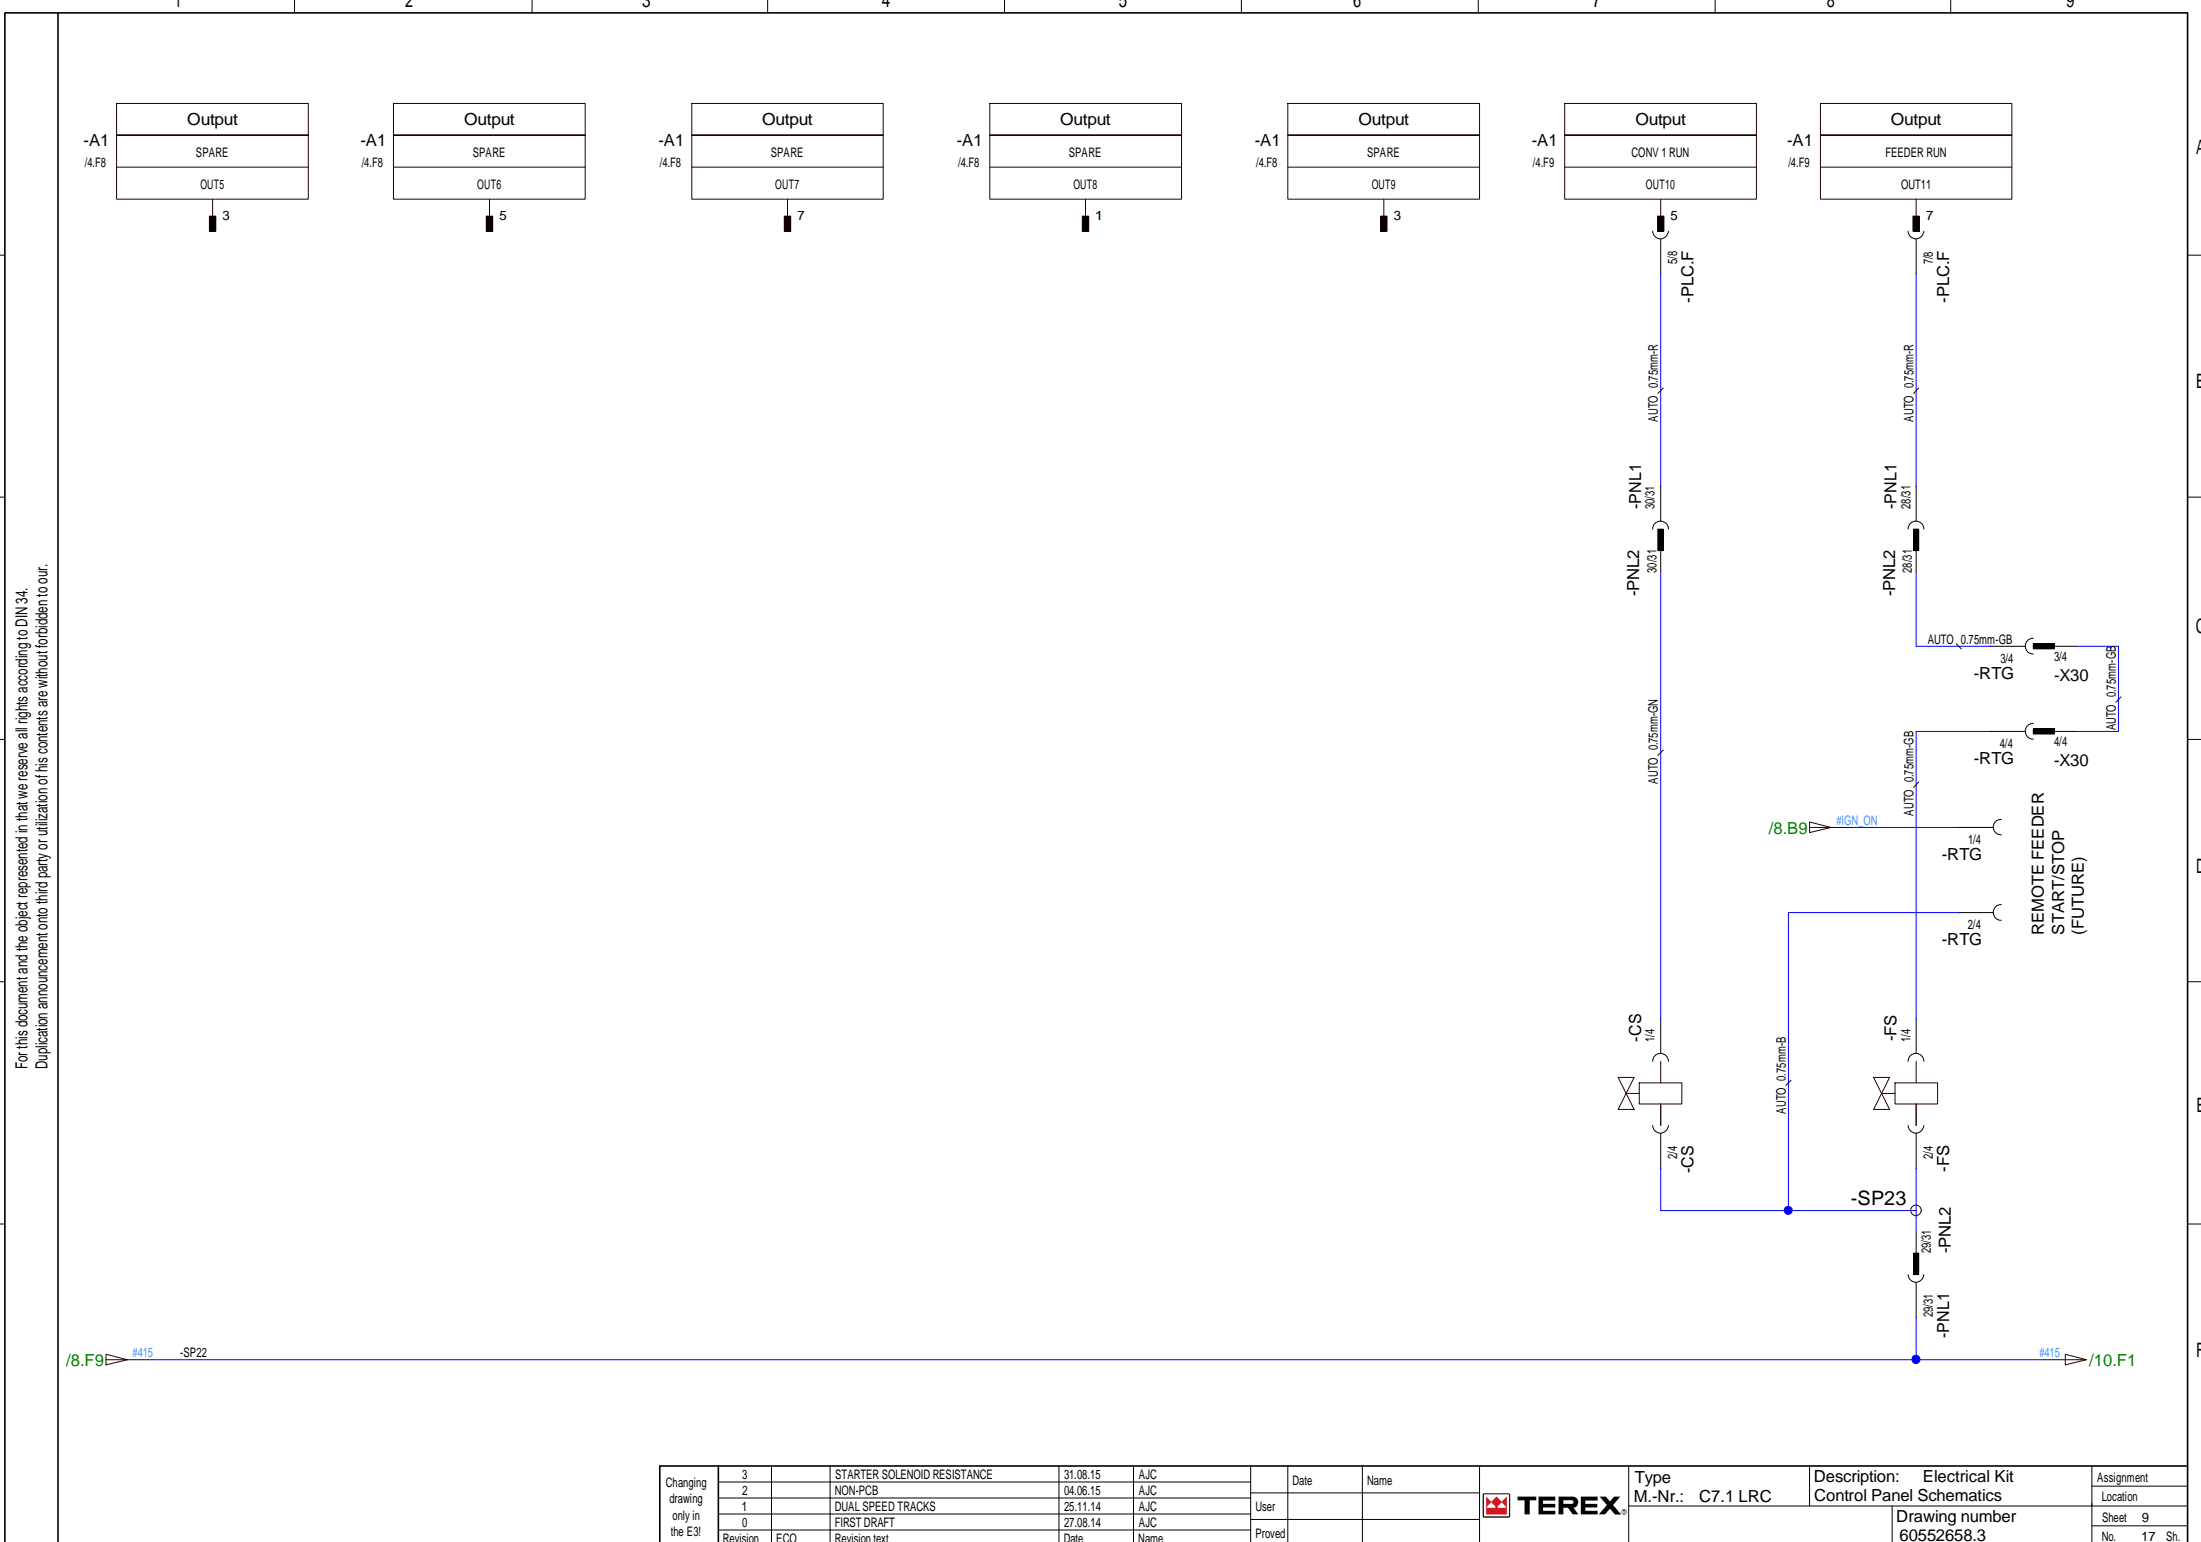 1 2 3 4 5 6 7 8 9
Output
-A1
SPARE
/4.F8
OUT5
3
Output
-A1
SPARE
/4.F8
OUT6
5
Output
-A1
SPARE
/4.F8
OUT7
7
Output
-A1
SPARE
/4.F8
OUT8
1
Output
-A1
SPARE
/4.F8
OUT9
3
Output
-A1
CONV 1 RUN
/4.F9
OUT10
5
Output
-A1
FEEDER RUN
/4.F9
OUT11
7
5/8
-PLC.F
7/8
-PLC.F
AUTO_0.75mm-R
AUTO_0.75mm-R
-PNL1
30/31
-PNL1
28/31
-PNL2
30/31
-PNL2
28/31
AUTO_0.75mm-GB
3/4
-RTG
3/4
-X30
AUTO_0.75mm-GB
AUTO_0.75mm-GN
4/4
-RTG
4/4
-X30
AUTO_0.75mm-GB
/8.B9
#IGN_ON
1/4
-RTG
2/4
-RTG
REMOTE FEEDER
START/STOP
(FUTURE)
-CS
1/4
AUTO_0.75mm-B
-FS
1/4
2/4
-CS
2/4
-FS
-SP23
29/31
-PNL2
29/31
-PNL1
/8.F9
#415
-SP22
#415
/10.F1
For this document and the object represented in that we reserve all rights according to DIN 34.
Duplication announcement onto third party or utilization of his contents are without forbidden to our.
Changing
drawing
only in
the E3!
3 STARTER SOLENOID RESISTANCE 31.08.15 AJC
2 NON-PCB 04.06.15 AJC
1 DUAL SPEED TRACKS 25.11.14 AJC
0 FIRST DRAFT 27.08.14 AJC
Revision ECO Revision text Date Name
Date Name
User
Proved
TEREX®
Type
M.-Nr.: C7.1 LRC
Description: Electrical Kit
Control Panel Schematics
Drawing number
60552658.3
Assignment
Location
Sheet 9
No. 17 Sh.